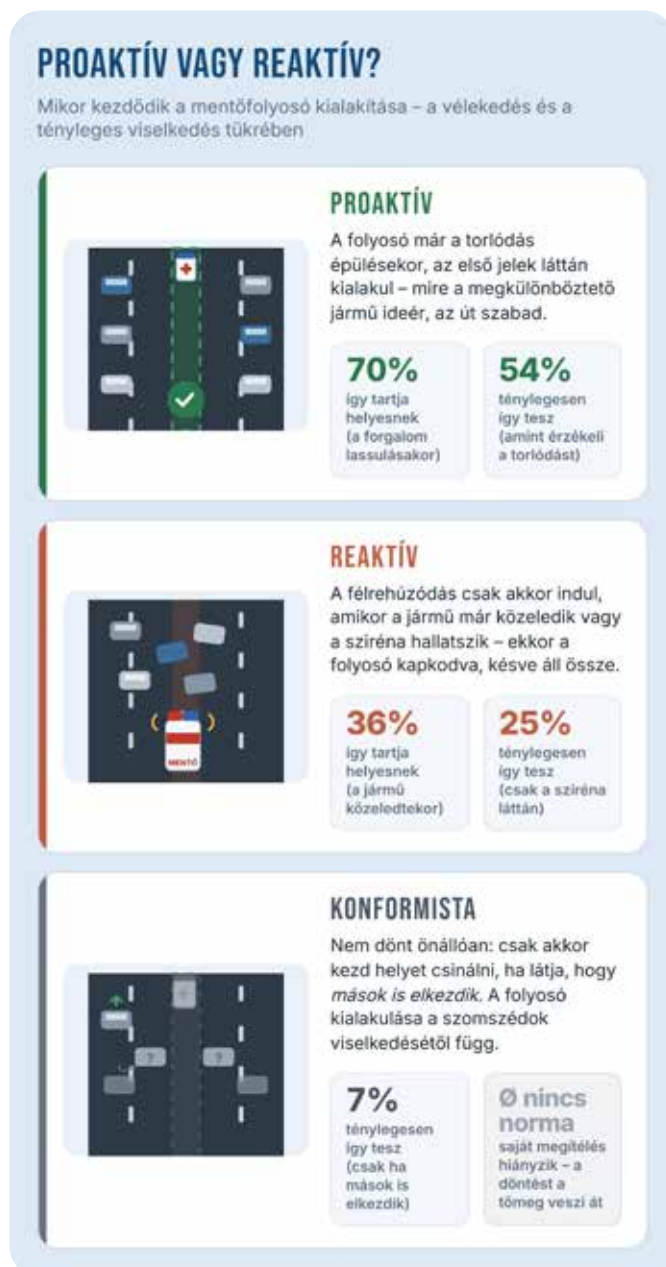 PROAKTÍV VAGY REAKTÍV?
Mikor kezdődik a mentőfolyosó kialakítása – a vélekedés és a
tényleges viselkedés tükrében
PROAKTÍV
A folyosó már a torlódás
épülésekor, az első jelek láttán
kialakul – mire a megkülönböztető
jármű ideér, az út szabad.
70%
így tartja
helyesnek
(a forgalom
lassulásakor)
54%
ténylegesen
így tesz
(amint érzékeli
a torlódást)
REAKTÍV
A félrehúzódás csak akkor indul,
amikor a jármű már közeledik vagy
a sziréna hallatszik – ekkor a
folyosó kapkodva, késve áll össze.
MENTŐ
36%
így tartja
helyesnek
(a jármű
közeledtekor)
25%
ténylegesen
így tesz
(csak a sziréna
láttán)
KONFORMISTA
Nem dönt önállóan: csak akkor
kezd helyet csinálni, ha látja, hogy
mások is elkezdik. A folyosó
kialakulása a szomszédok
viselkedésétől függ.
? ?
7%
ténylegesen
így tesz
(csak ha
mások is
elkezdik)
Ø nincs
norma
saját megítélés
hiányzik – a
döntést a
tömeg veszi át